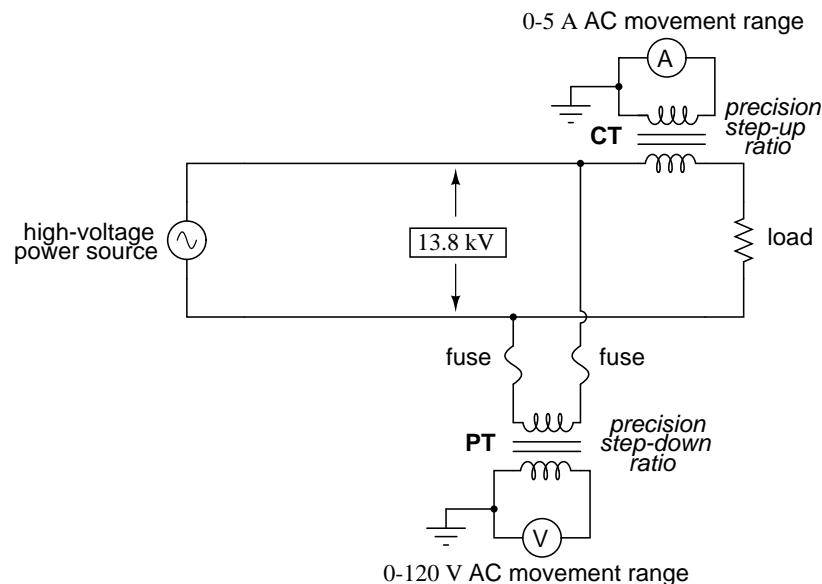 0-5 A AC movement range
A
precision
step-up
ratio
CT
high-voltage
power source
13.8 kV
load
fuse
fuse
PT
precision
step-down
ratio
V
0-120 V AC movement range